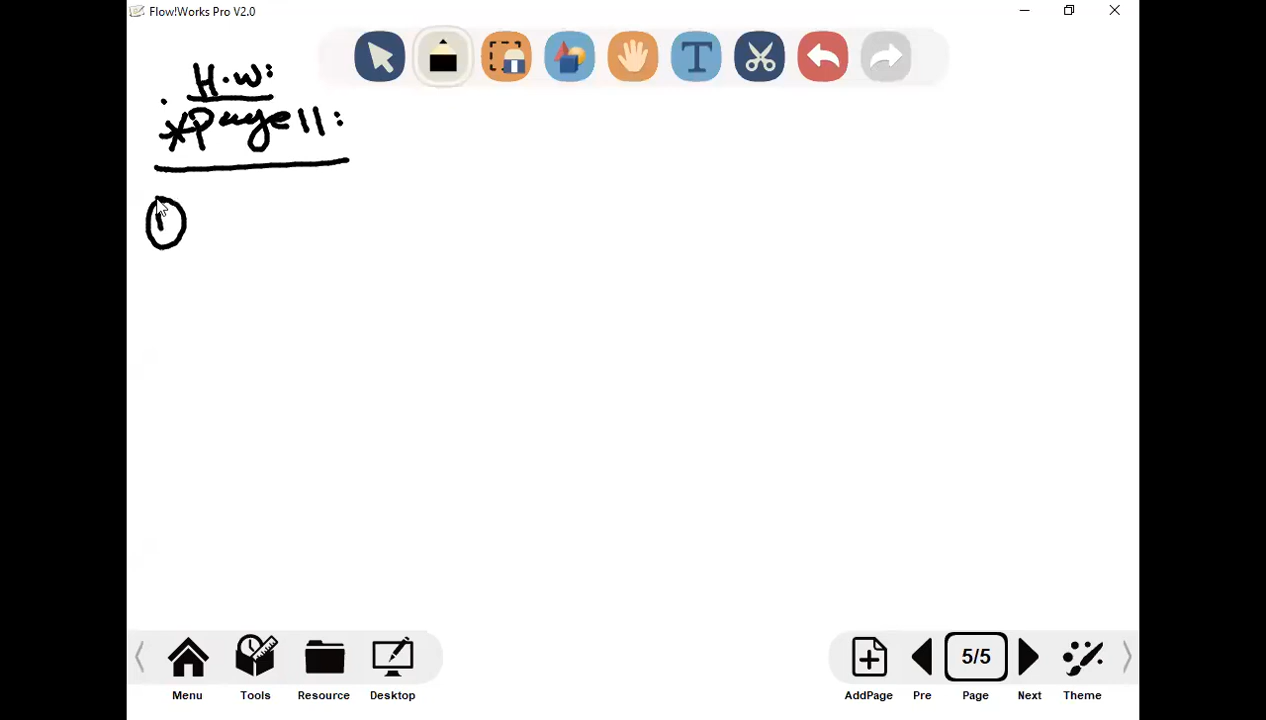 Flow!Works Pro V2.0
H.W:
*Page 11:
1
T
5/5
Menu
Tools
Resource
Desktop
AddPage
Pre
Page
Next
Theme